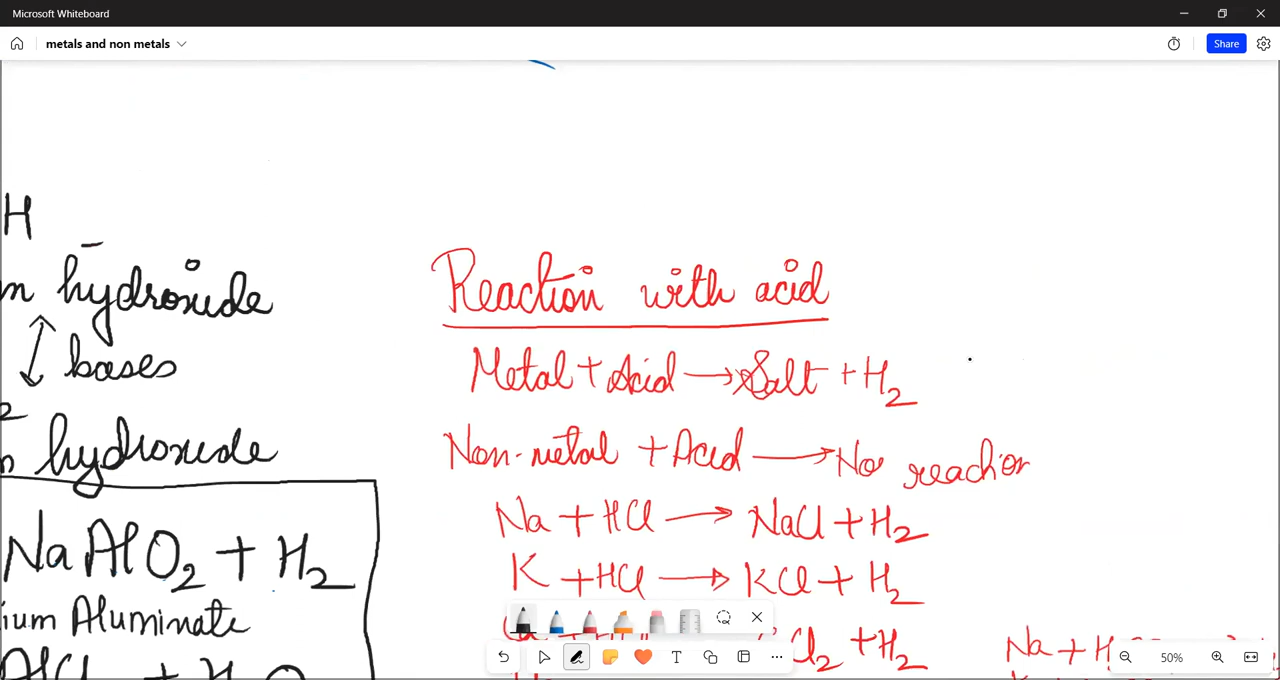 Microsoft Whiteboard
metals and non metals
Share
H
n hydroxide
bases
2
hydroxide
NaAlO₂ + H₂
ium Aluminate
Reaction with acid
Metal + Acid → Salt + H₂
Non-metal + Acid → No reaction
Na + HCl → NaCl + H₂
K + HCl → KCl + H₂
Cl₂ + H₂
Na + H
50%